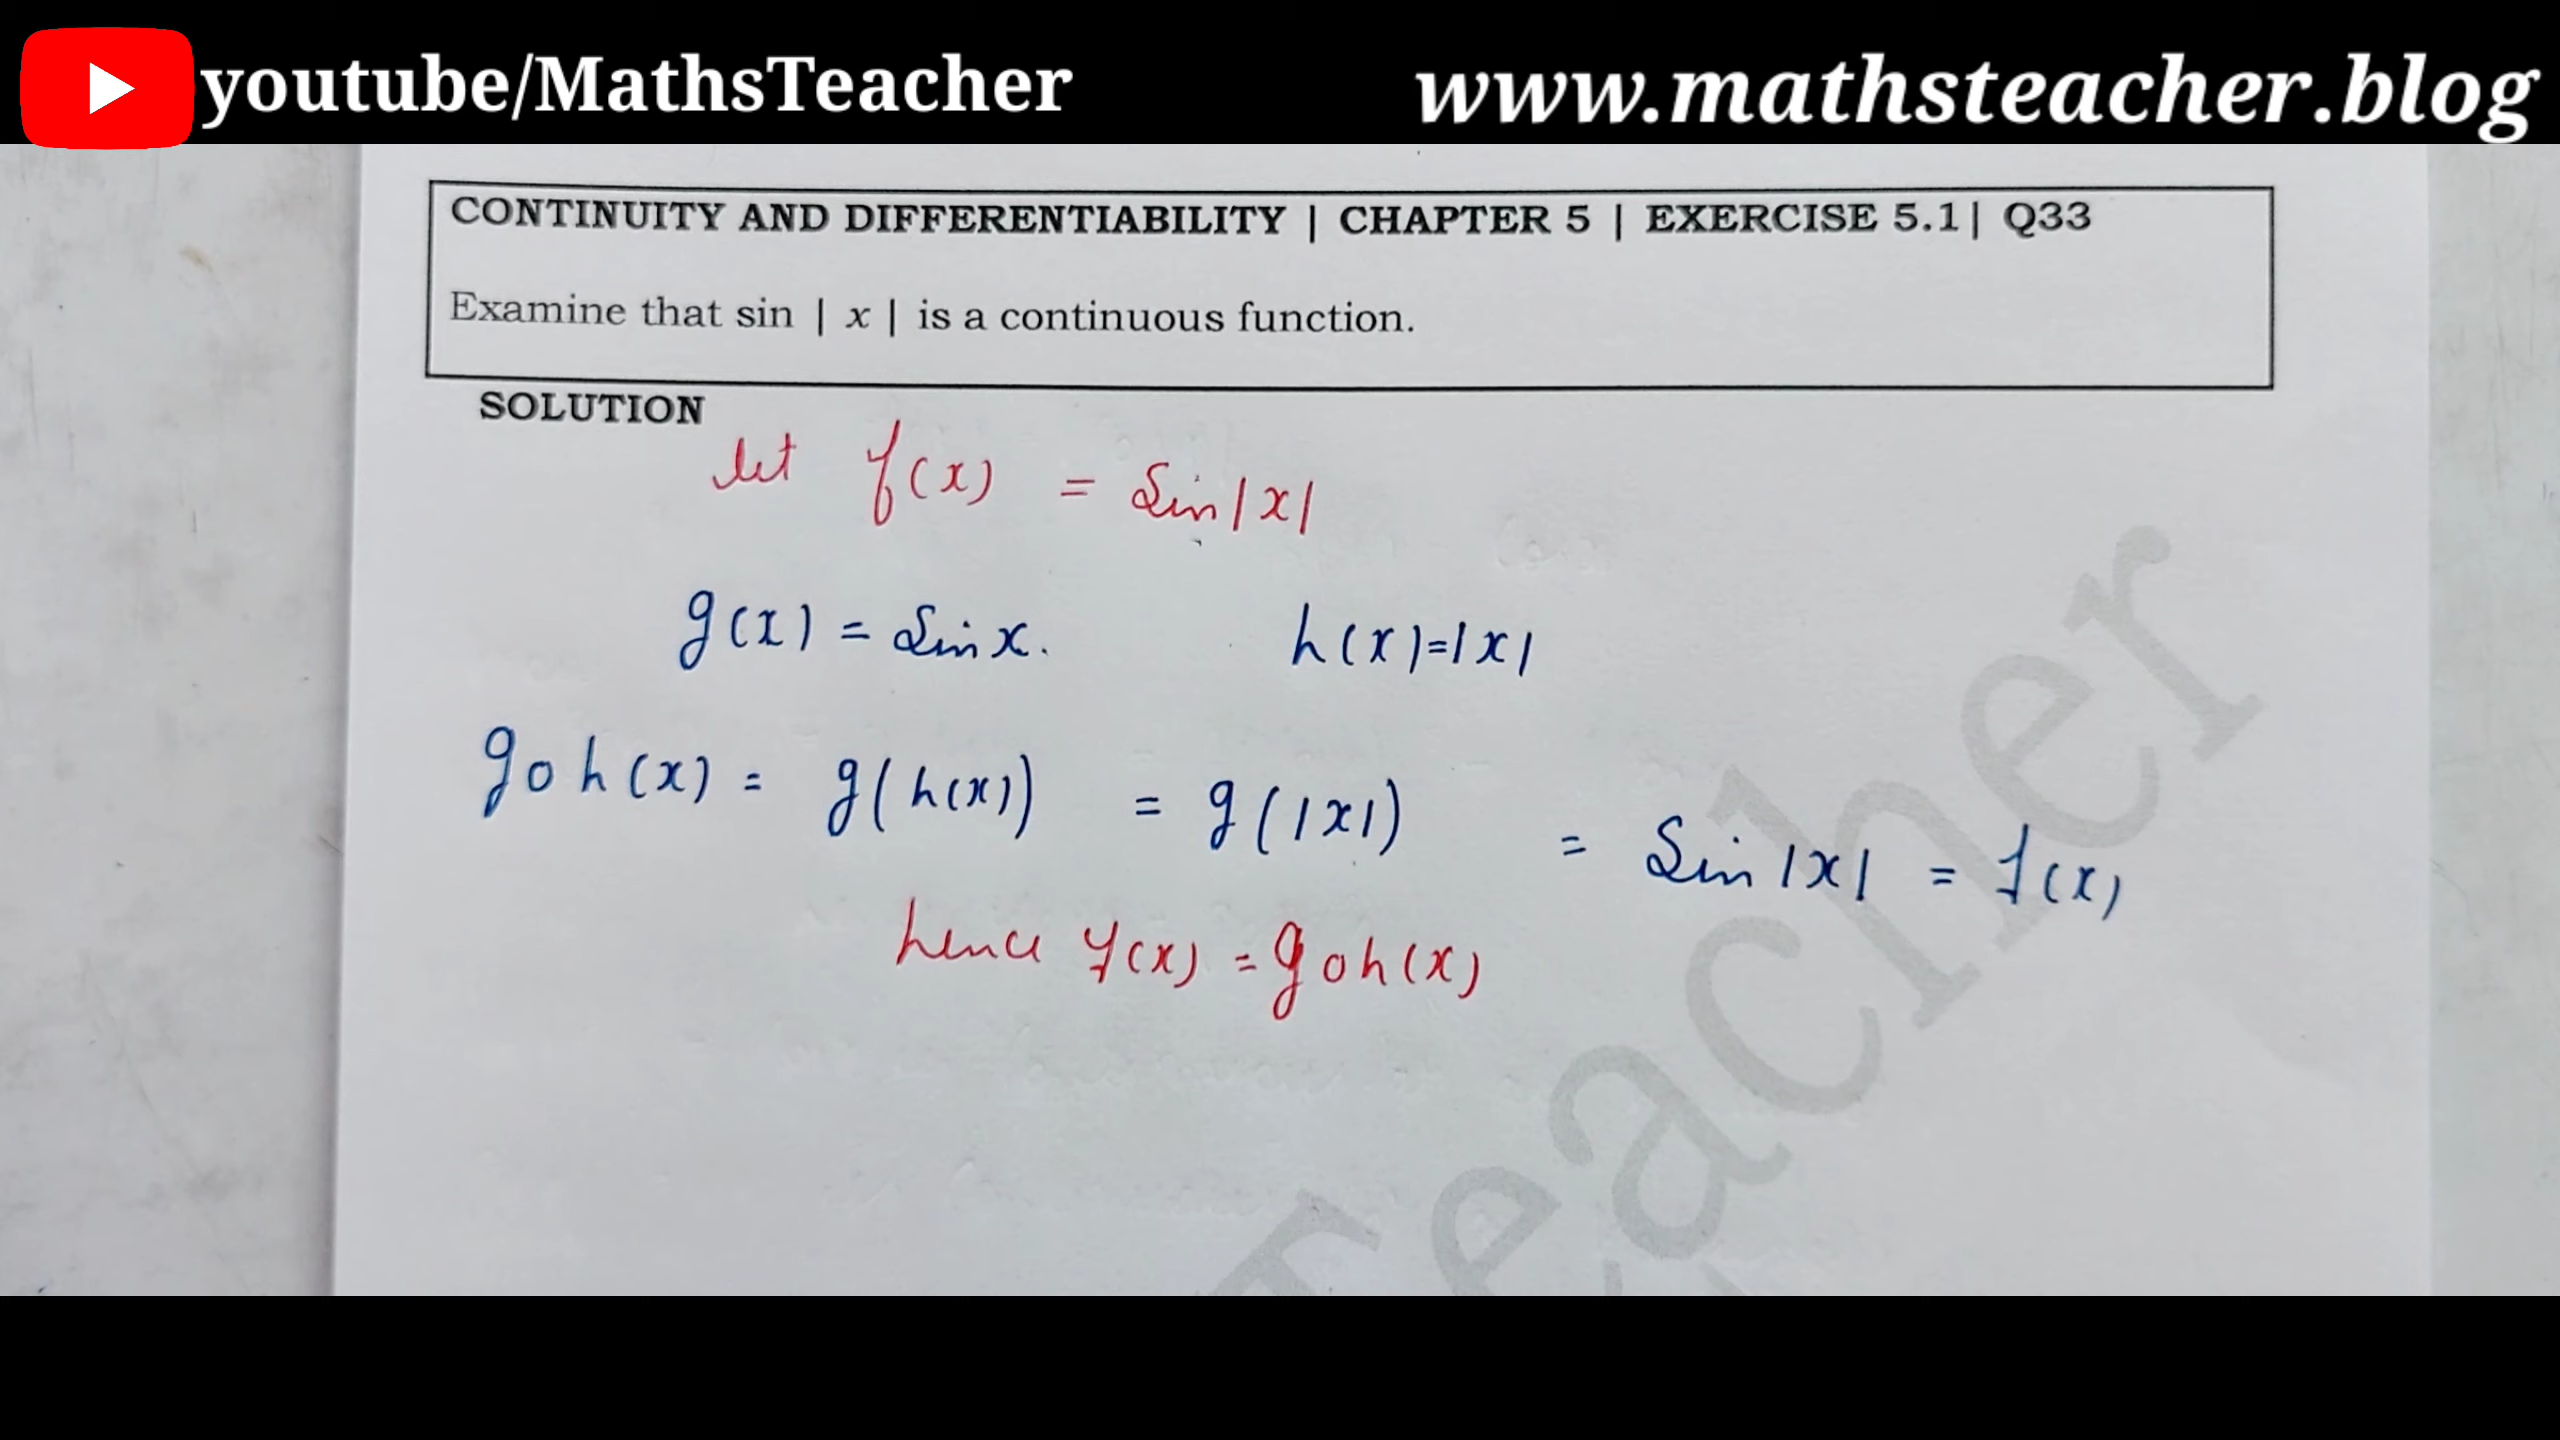 youtube/MathsTeacher
www.mathsteacher.blog
CONTINUITY AND DIFFERENTIABILITY | CHAPTER 5 | EXERCISE 5.1| Q33
Examine that sin | x | is a continuous function.
SOLUTION
let f(x) = Sin|x|
g(x) = Sin x. h(x)=|x|
goh(x) = g(h(x)) = g(|x|) = Sin|x| = f(x)
hence f(x) = goh(x)
Teacher